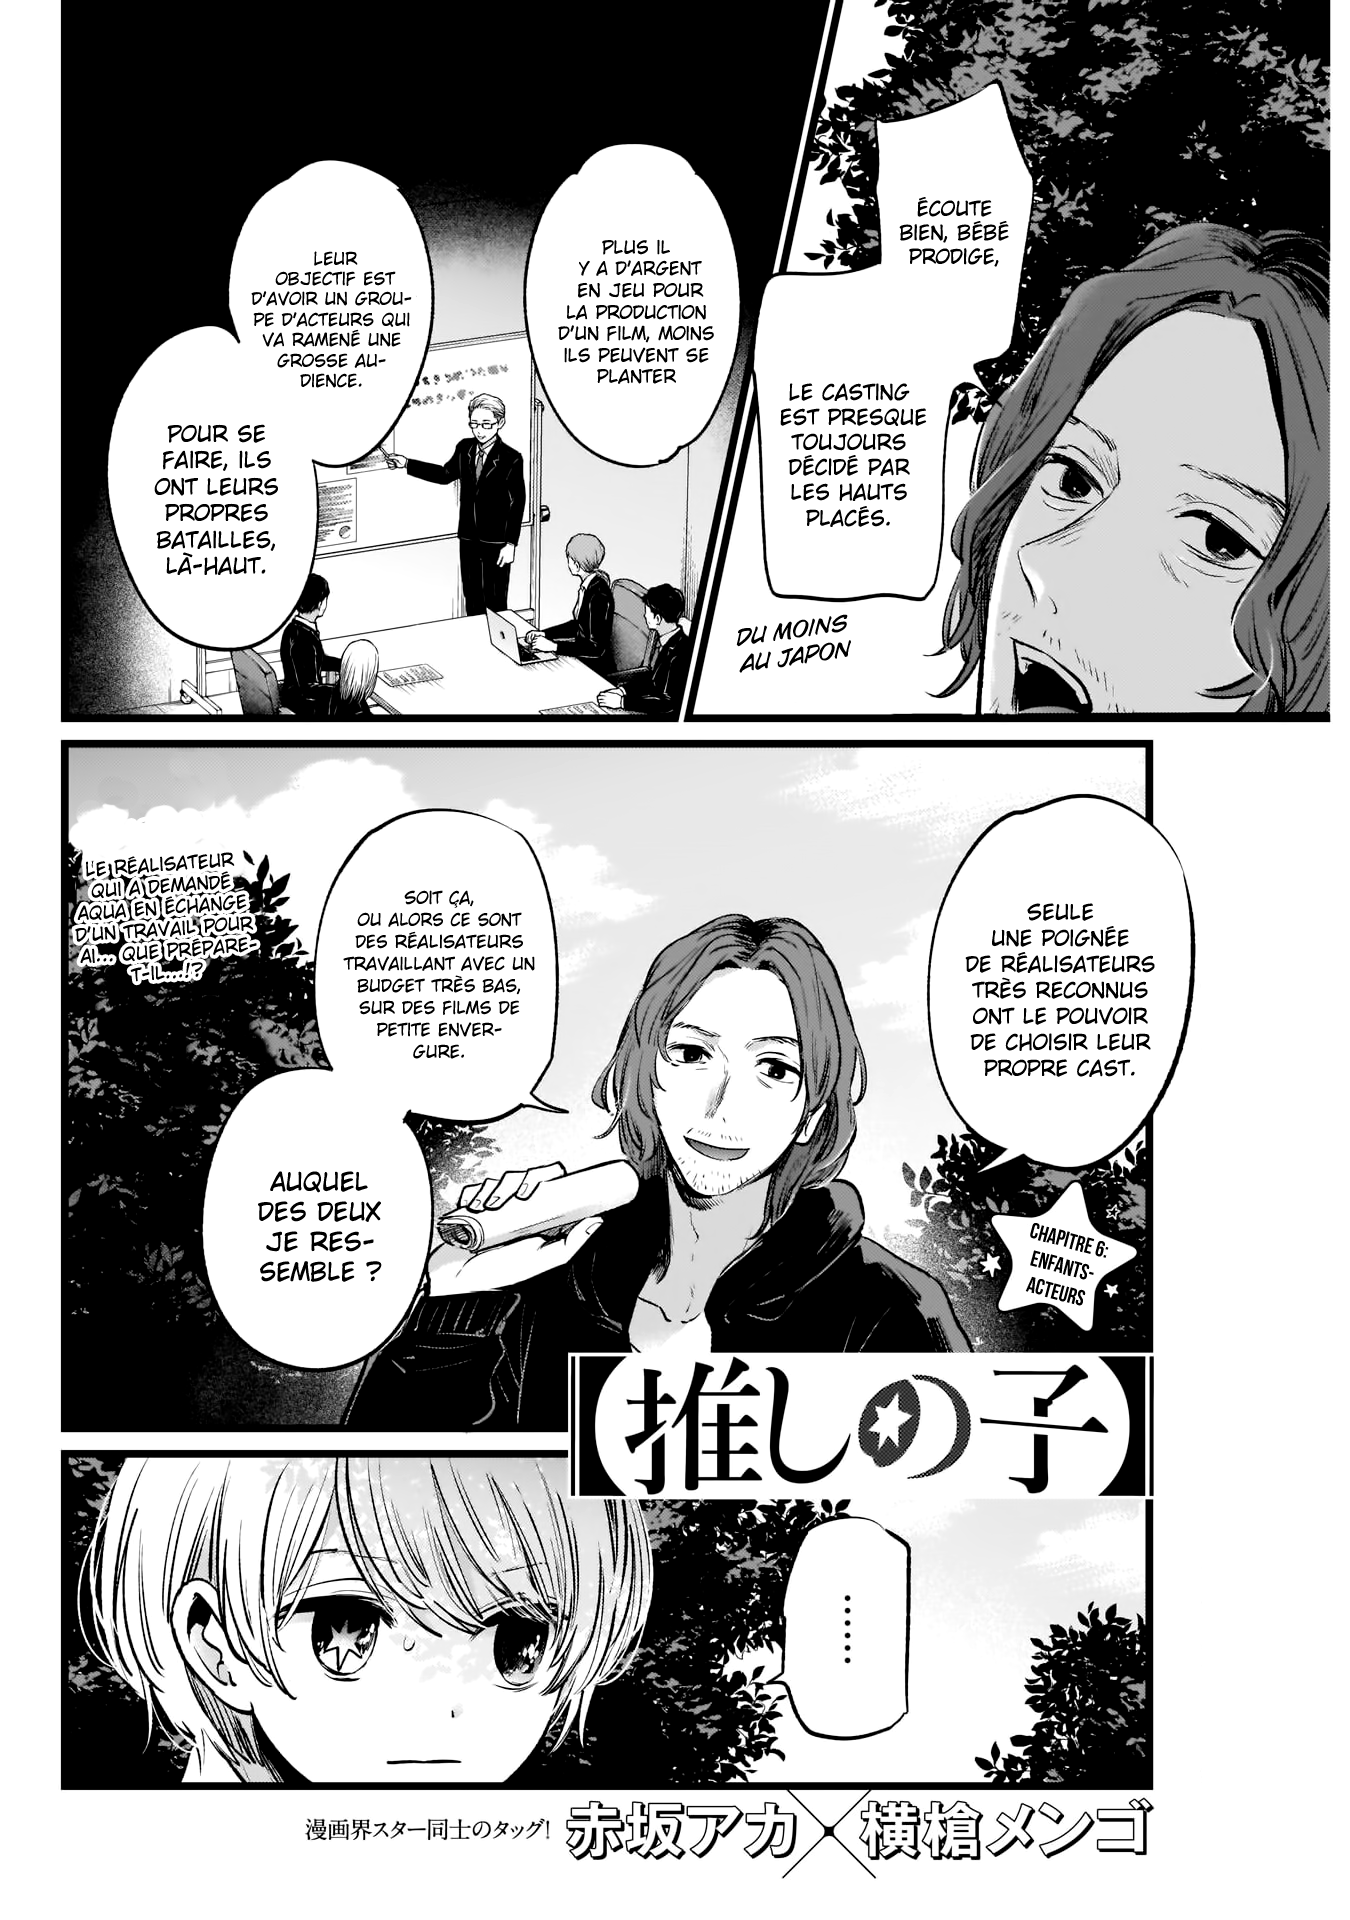 ÉCOUTE
BIEN, BÉBÉ
PRODIGE,
LE CASTING
EST PRESQUE
TOUJOURS
DÉCIDÉ PAR
LES HAUTS
PLACÉS.
DU MOINS
AU JAPON
PLUS IL
Y A D'ARGENT
EN JEU POUR
LA PRODUCTION
D'UN FILM, MOINS
ILS PEUVENT SE
PLANTER
LEUR
OBJECTIF EST
D'AVOIR UN GROU-
PE D'ACTEURS QUI
VA RAMENÉ UNE
GROSSE AU-
DIENCE.
POUR SE
FAIRE, ILS
ONT LEURS
PROPRES
BATAILLES,
LÀ-HAUT.
SEULE
UNE POIGNÉE
DE RÉALISATEURS
TRÈS RECONNUS
ONT LE POUVOIR
DE CHOISIR LEUR
PROPRE CAST.
SOIT ÇA,
OU ALORS CE SONT
DES RÉALISATEURS
TRAVAILLANT AVEC UN
BUDGET TRÈS BAS,
SUR DES FILMS DE
PETITE ENVER-
GURE.
AUQUEL
DES DEUX
JE RES-
SEMBLE ?
LE RÉALISATEUR
QUI A DEMANDÉ
AQUA EN ÉCHANGE
D'UN TRAVAIL POUR
AI... QUE PRÉPARE-
T-IL...!?
CHAPITRE 6:
ENFANTS-
ACTEURS
【推しの子】
......
漫画界スター同士のタッグ! 赤坂アカ×横槍メンゴ